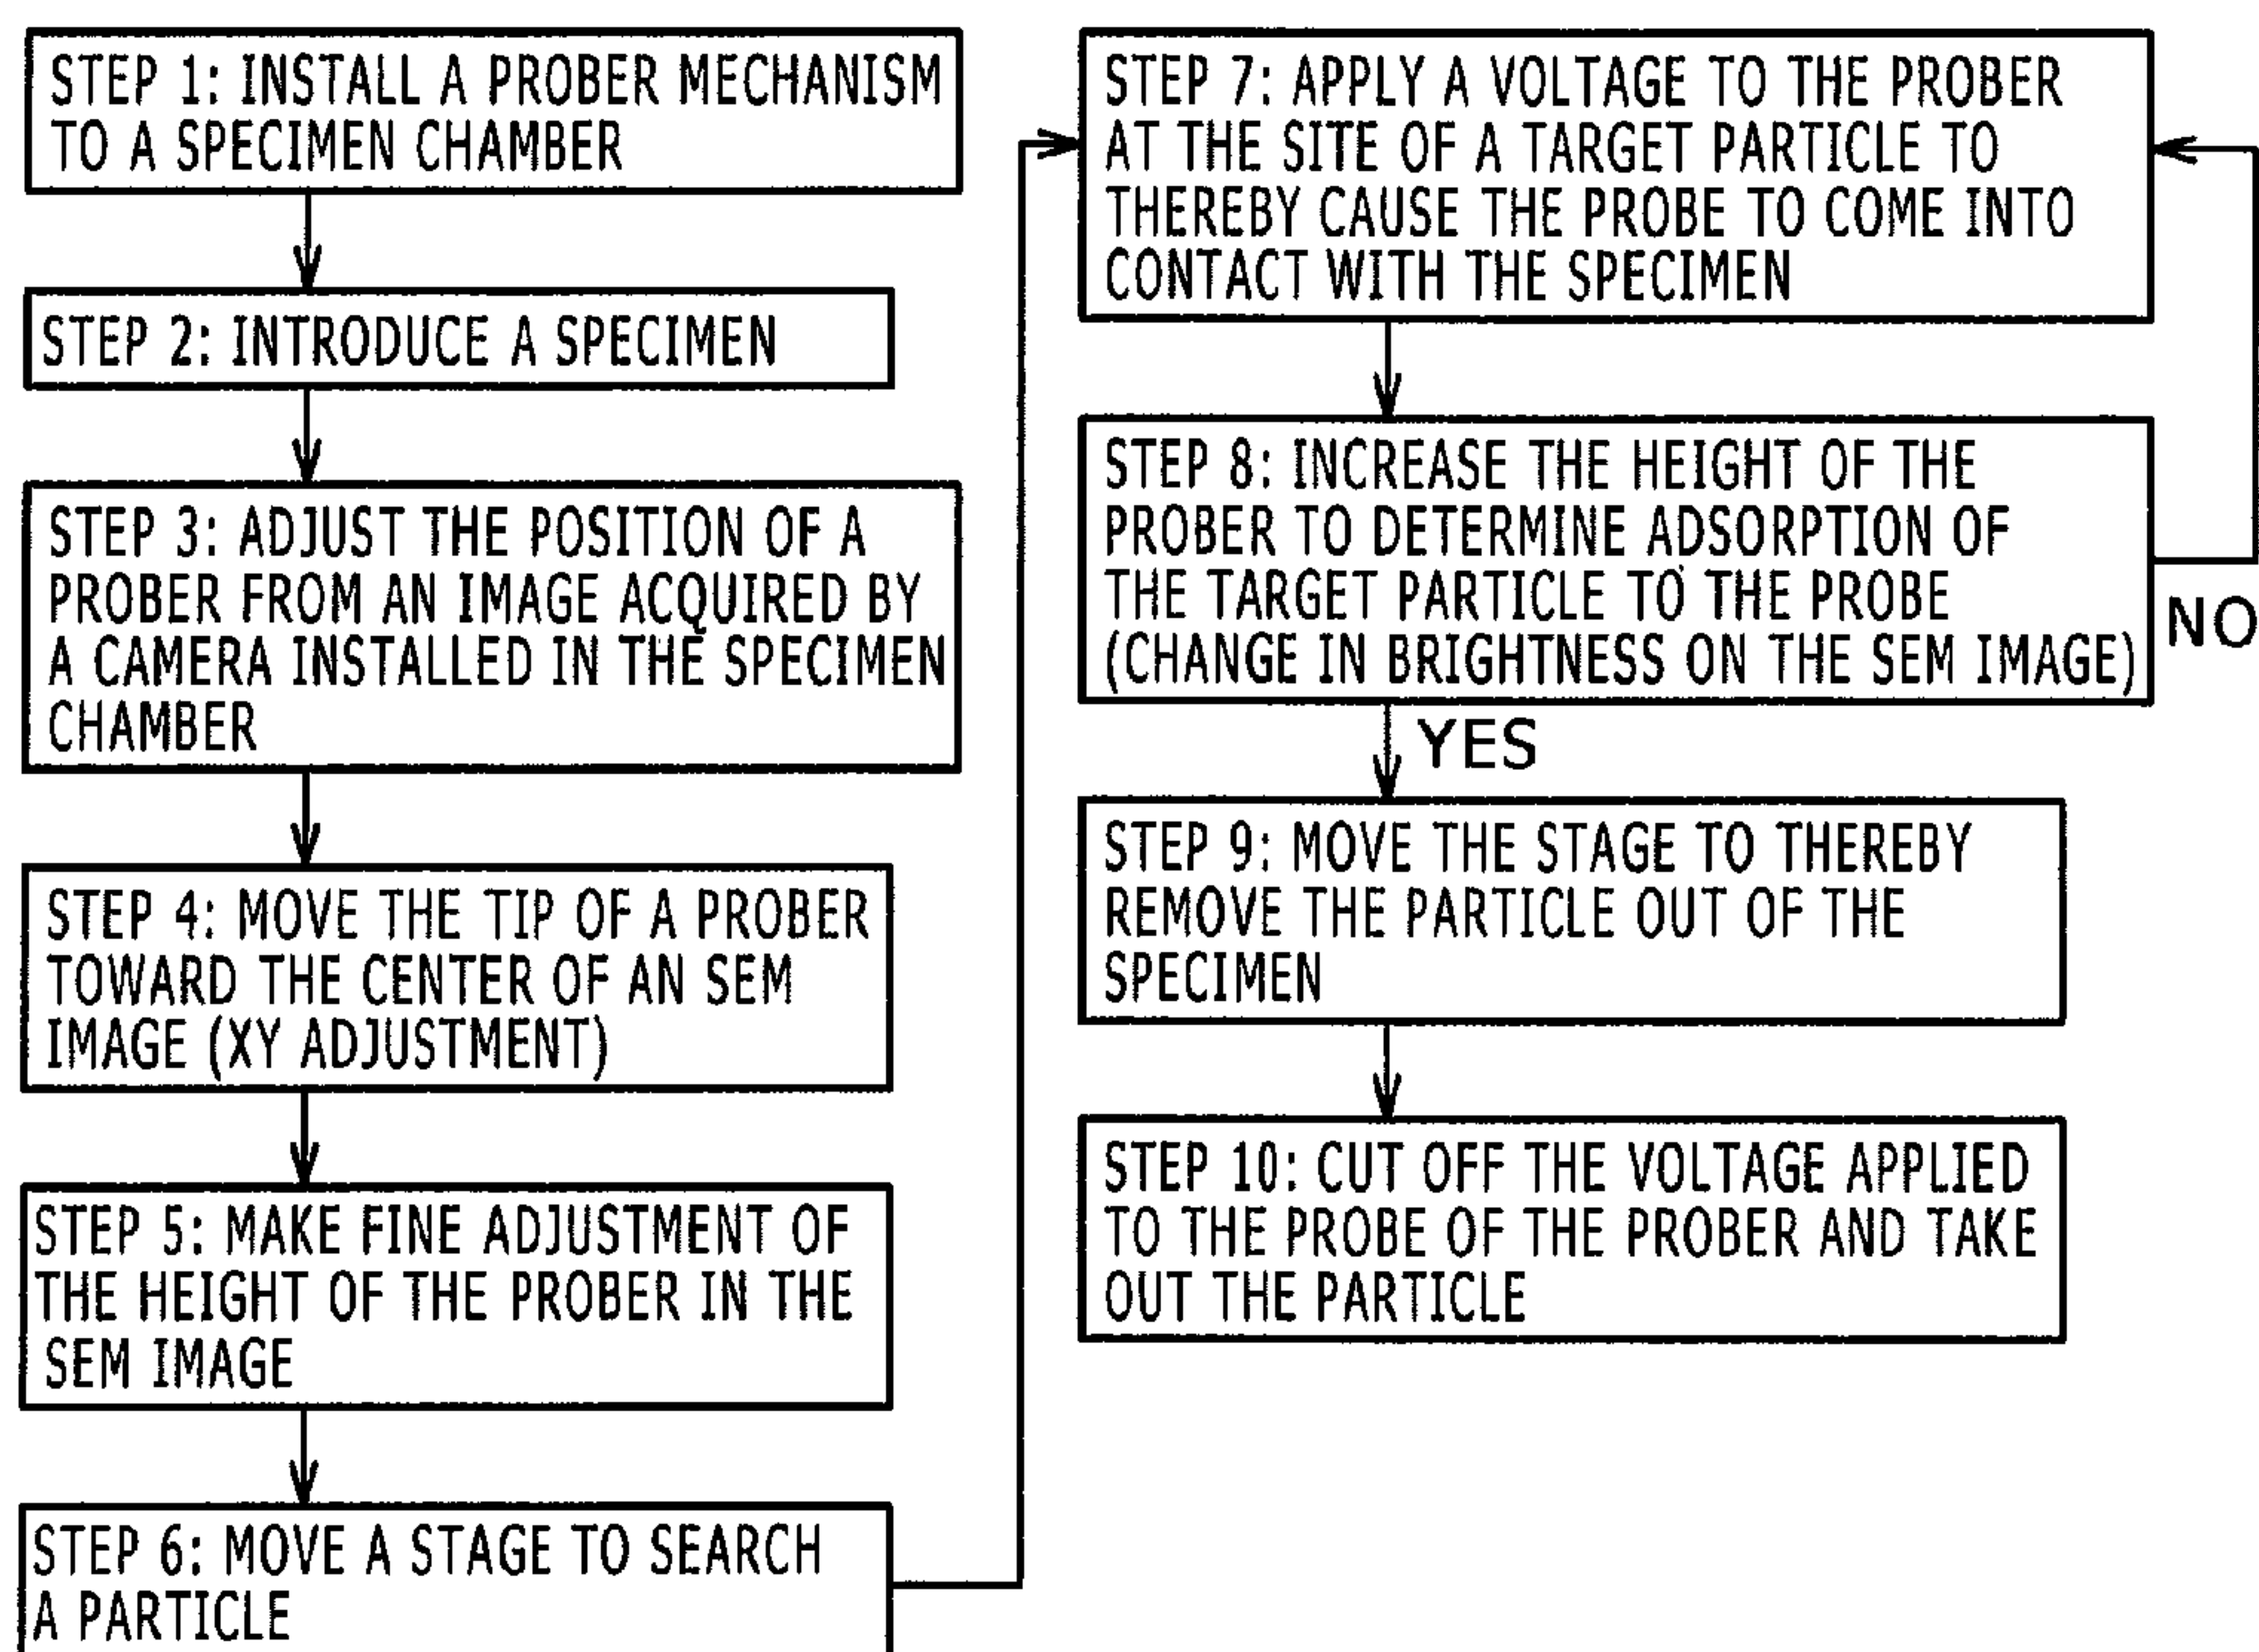 STEP 1: INSTALL A PROBER MECHANISM
TO A SPECIMEN CHAMBER
STEP 2: INTRODUCE A SPECIMEN
STEP 3: ADJUST THE POSITION OF A
PROBER FROM AN IMAGE ACQUIRED BY
A CAMERA INSTALLED IN THE SPECIMEN
CHAMBER
STEP 4: MOVE THE TIP OF A PROBER
TOWARD THE CENTER OF AN SEM
IMAGE (XY ADJUSTMENT)
STEP 5: MAKE FINE ADJUSTMENT OF
THE HEIGHT OF THE PROBER IN THE
SEM IMAGE
STEP 6: MOVE A STAGE TO SEARCH
A PARTICLE
STEP 7: APPLY A VOLTAGE TO THE PROBER
AT THE SITE OF A TARGET PARTICLE TO
THEREBY CAUSE THE PROBE TO COME INTO
CONTACT WITH THE SPECIMEN
STEP 8: INCREASE THE HEIGHT OF THE
PROBER TO DETERMINE ADSORPTION OF
THE TARGET PARTICLE TO THE PROBE
(CHANGE IN BRIGHTNESS ON THE SEM IMAGE)
NO
YES
STEP 9: MOVE THE STAGE TO THEREBY
REMOVE THE PARTICLE OUT OF THE
SPECIMEN
STEP 10: CUT OFF THE VOLTAGE APPLIED
TO THE PROBE OF THE PROBER AND TAKE
OUT THE PARTICLE